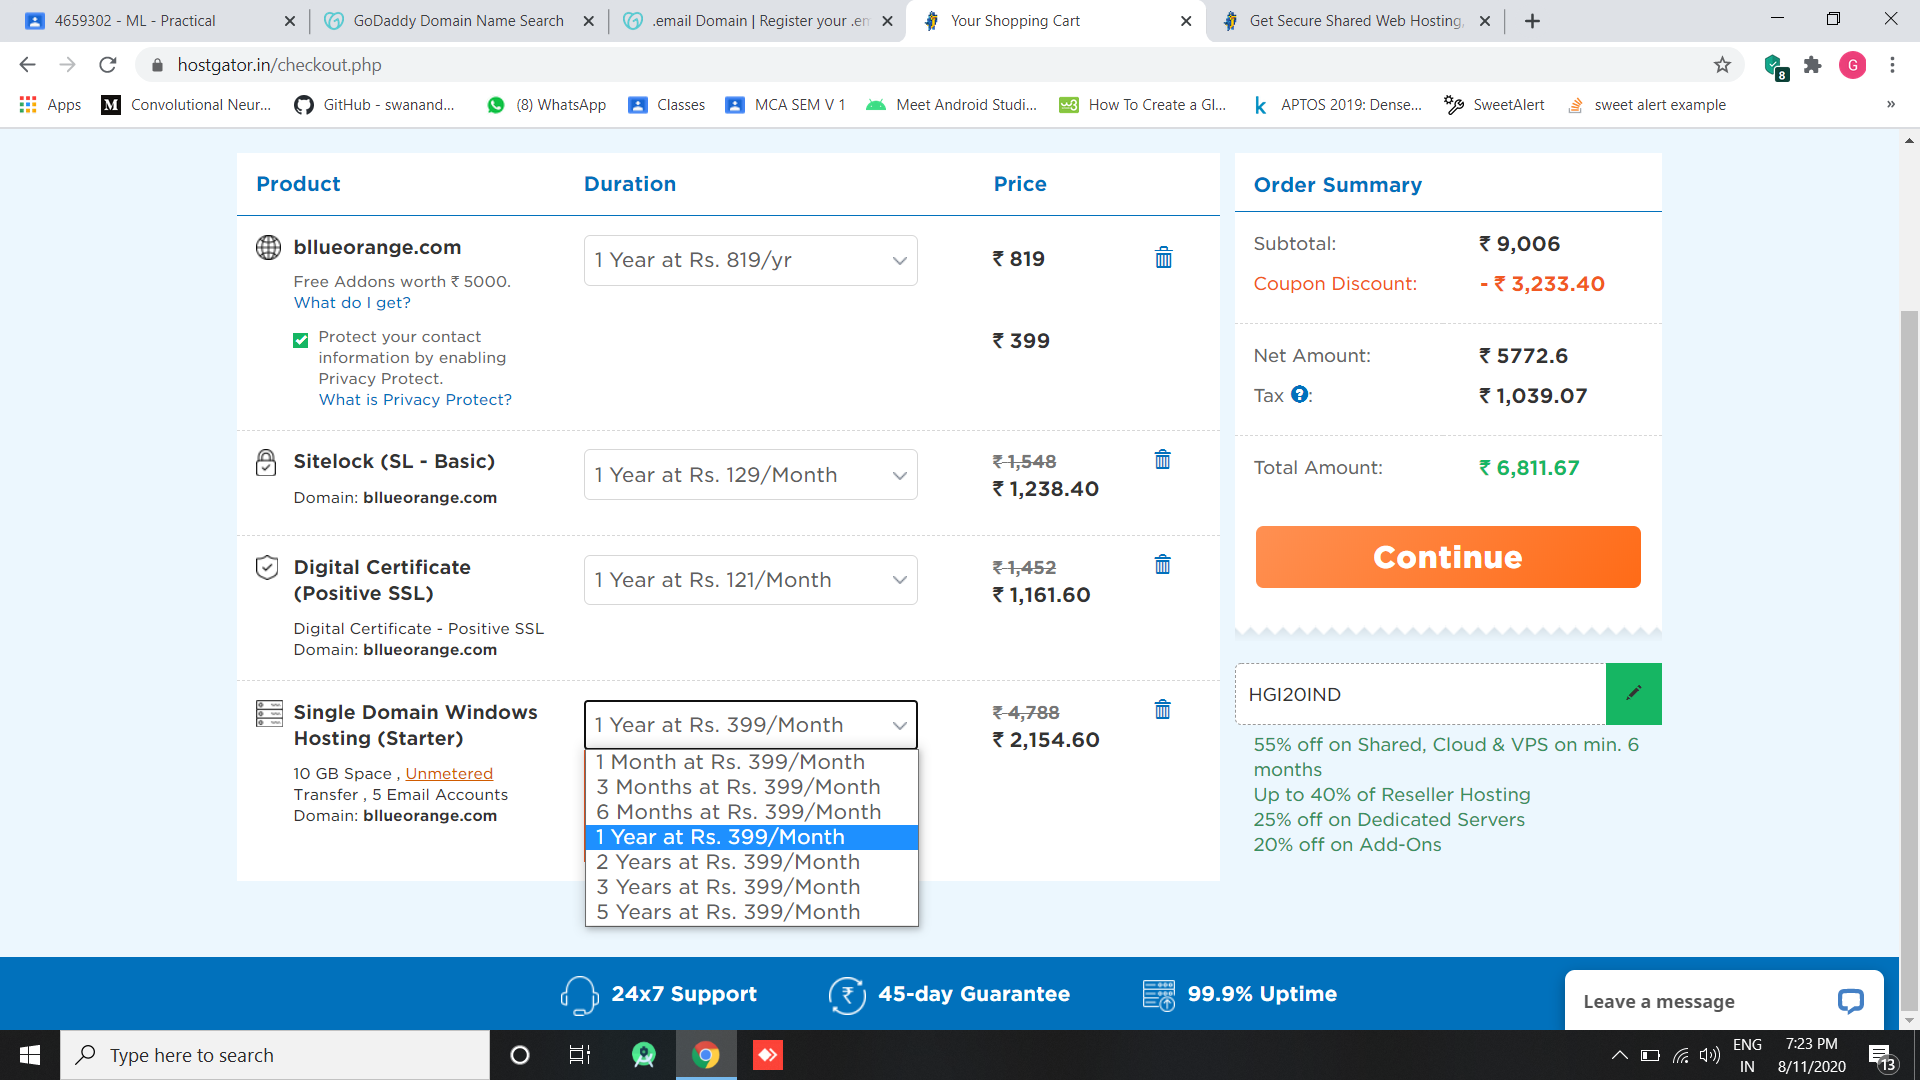 4659302 - ML - Practical
GoDaddy Domain Name Search
.email Domain | Register your .em
Your Shopping Cart
Get Secure Shared Web Hosting,
hostgator.in/checkout.php
8
G
Apps
M
Convolutional Neur...
GitHub - swanand...
(8) WhatsApp
Classes
MCA SEM V 1
Meet Android Studi...
How To Create a Gl...
k
APTOS 2019: Dense...
SweetAlert
sweet alert example
»
Product
Duration
Price
bllueorange.com
1 Year at Rs. 819/yr
₹ 819
Free Addons worth ₹ 5000.
What do I get?
Protect your contact
information by enabling
Privacy Protect.
What is Privacy Protect?
₹ 399
Sitelock (SL - Basic)
Domain: bllueorange.com
1 Year at Rs. 129/Month
₹ 1,548
₹ 1,238.40
Digital Certificate
(Positive SSL)
Digital Certificate - Positive SSL
Domain: bllueorange.com
1 Year at Rs. 121/Month
₹ 1,452
₹ 1,161.60
Single Domain Windows
Hosting (Starter)
10 GB Space , Unmetered
Transfer , 5 Email Accounts
Domain: bllueorange.com
1 Year at Rs. 399/Month
1 Month at Rs. 399/Month
3 Months at Rs. 399/Month
6 Months at Rs. 399/Month
1 Year at Rs. 399/Month
2 Years at Rs. 399/Month
3 Years at Rs. 399/Month
5 Years at Rs. 399/Month
₹ 4,788
₹ 2,154.60
Order Summary
Subtotal: ₹ 9,006
Coupon Discount: - ₹ 3,233.40
Net Amount: ₹ 5772.6
Tax ?: ₹ 1,039.07
Total Amount: ₹ 6,811.67
Continue
HGI20IND
55% off on Shared, Cloud & VPS on min. 6
months
Up to 40% of Reseller Hosting
25% off on Dedicated Servers
20% off on Add-Ons
24x7 Support
45-day Guarantee
99.9% Uptime
Leave a message
Type here to search
ENG
IN
7:23 PM
8/11/2020
13